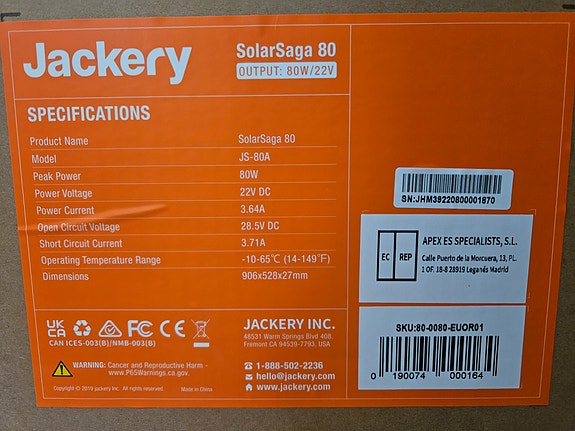 Jackery
SolarSaga 80
OUTPUT: 80W/22V
SPECIFICATIONS
Product Name SolarSaga 80
Model JS-80A
Peak Power 80W
Power Voltage 22V DC
Power Current 3.64A
Open Circuit Voltage 28.5V DC
Short Circuit Current 3.71A
Operating Temperature Range -10-65℃ (14-149℉)
Dimensions 906x528x27mm
UK CA FC CE
CAN ICES-003(B)/NMB-003(B)
WARNING: Cancer and Reproductive Harm -
www.P65Warnings.ca.gov.
Copyright © 2019 jackery Inc. All rights reserved Made in China
JACKERY INC.
48531 Warm Springs Blvd 408,
Fremont CA 94539-7793, USA
1-888-502-2236
hello@jackery.com
www.jackery.com
SN:JHM38220800001870
EC REP
APEX ES SPECIALISTS, S.L.
Calle Puerto de la Morcuera, 13, PL.
1 OF. 18-8 28919 Leganés Madrid
SKU:80-0080-EUOR01
0 190074 000164